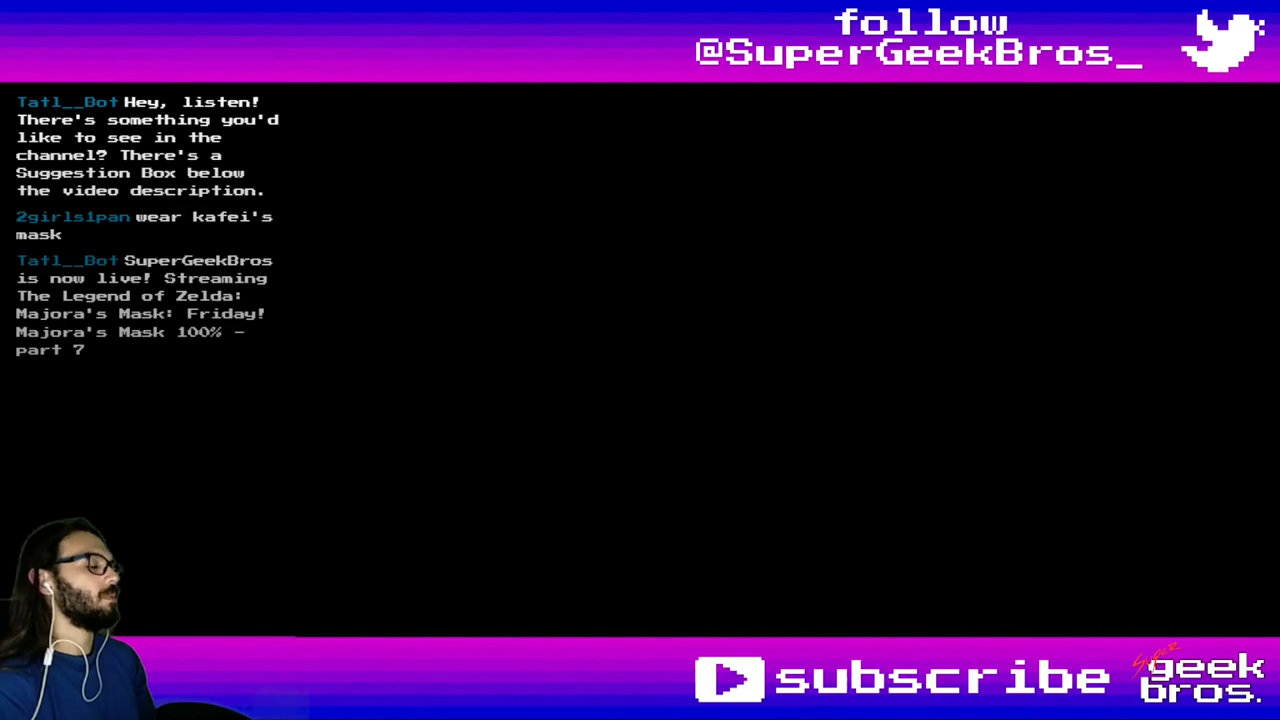 follow
@SuperGeekBros_
Tatl__Bot Hey, listen!
There's something you'd
like to see in the
channel? There's a
Suggestion Box below
the video description.
2girls1pan wear kafei's
mask
Tatl__Bot SuperGeekBros
is now live! Streaming
The Legend of Zelda:
Majora's Mask: Friday!
Majora's Mask 100% -
part 7
subscribe
SUPER
geek
bros.